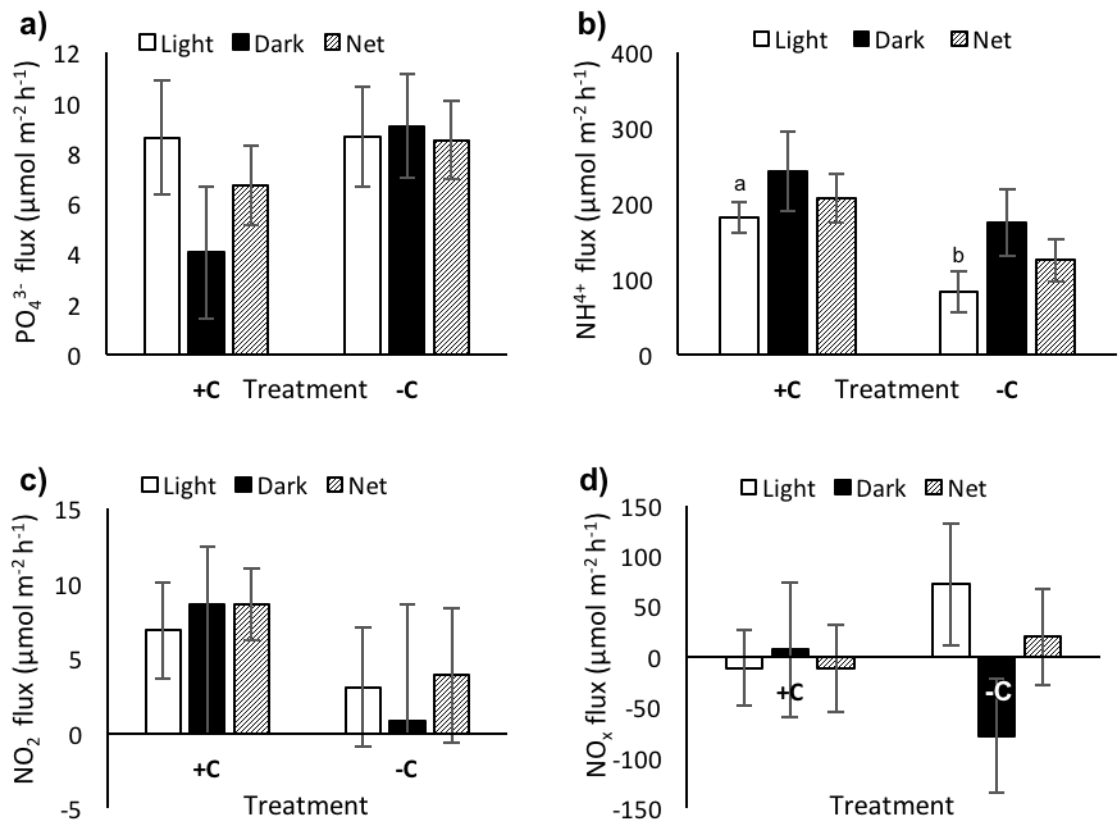 a)
Light Dark Net
PO₄³⁻ flux (µmol m⁻² h⁻¹)
12
10
8
6
4
2
0
+C Treatment -C
b)
Light Dark Net
NH⁴⁺ flux (µmol m⁻² h⁻¹)
400
300
200
100
0
a
b
+C Treatment -C
c)
Light Dark Net
NO₂ flux (µmol m⁻² h⁻¹)
15
10
5
0
-5
+C -C
Treatment
d)
Light Dark Net
NOₓ flux (µmol m⁻² h⁻¹)
150
100
50
0
-50
-100
-150
+C -C
Treatment